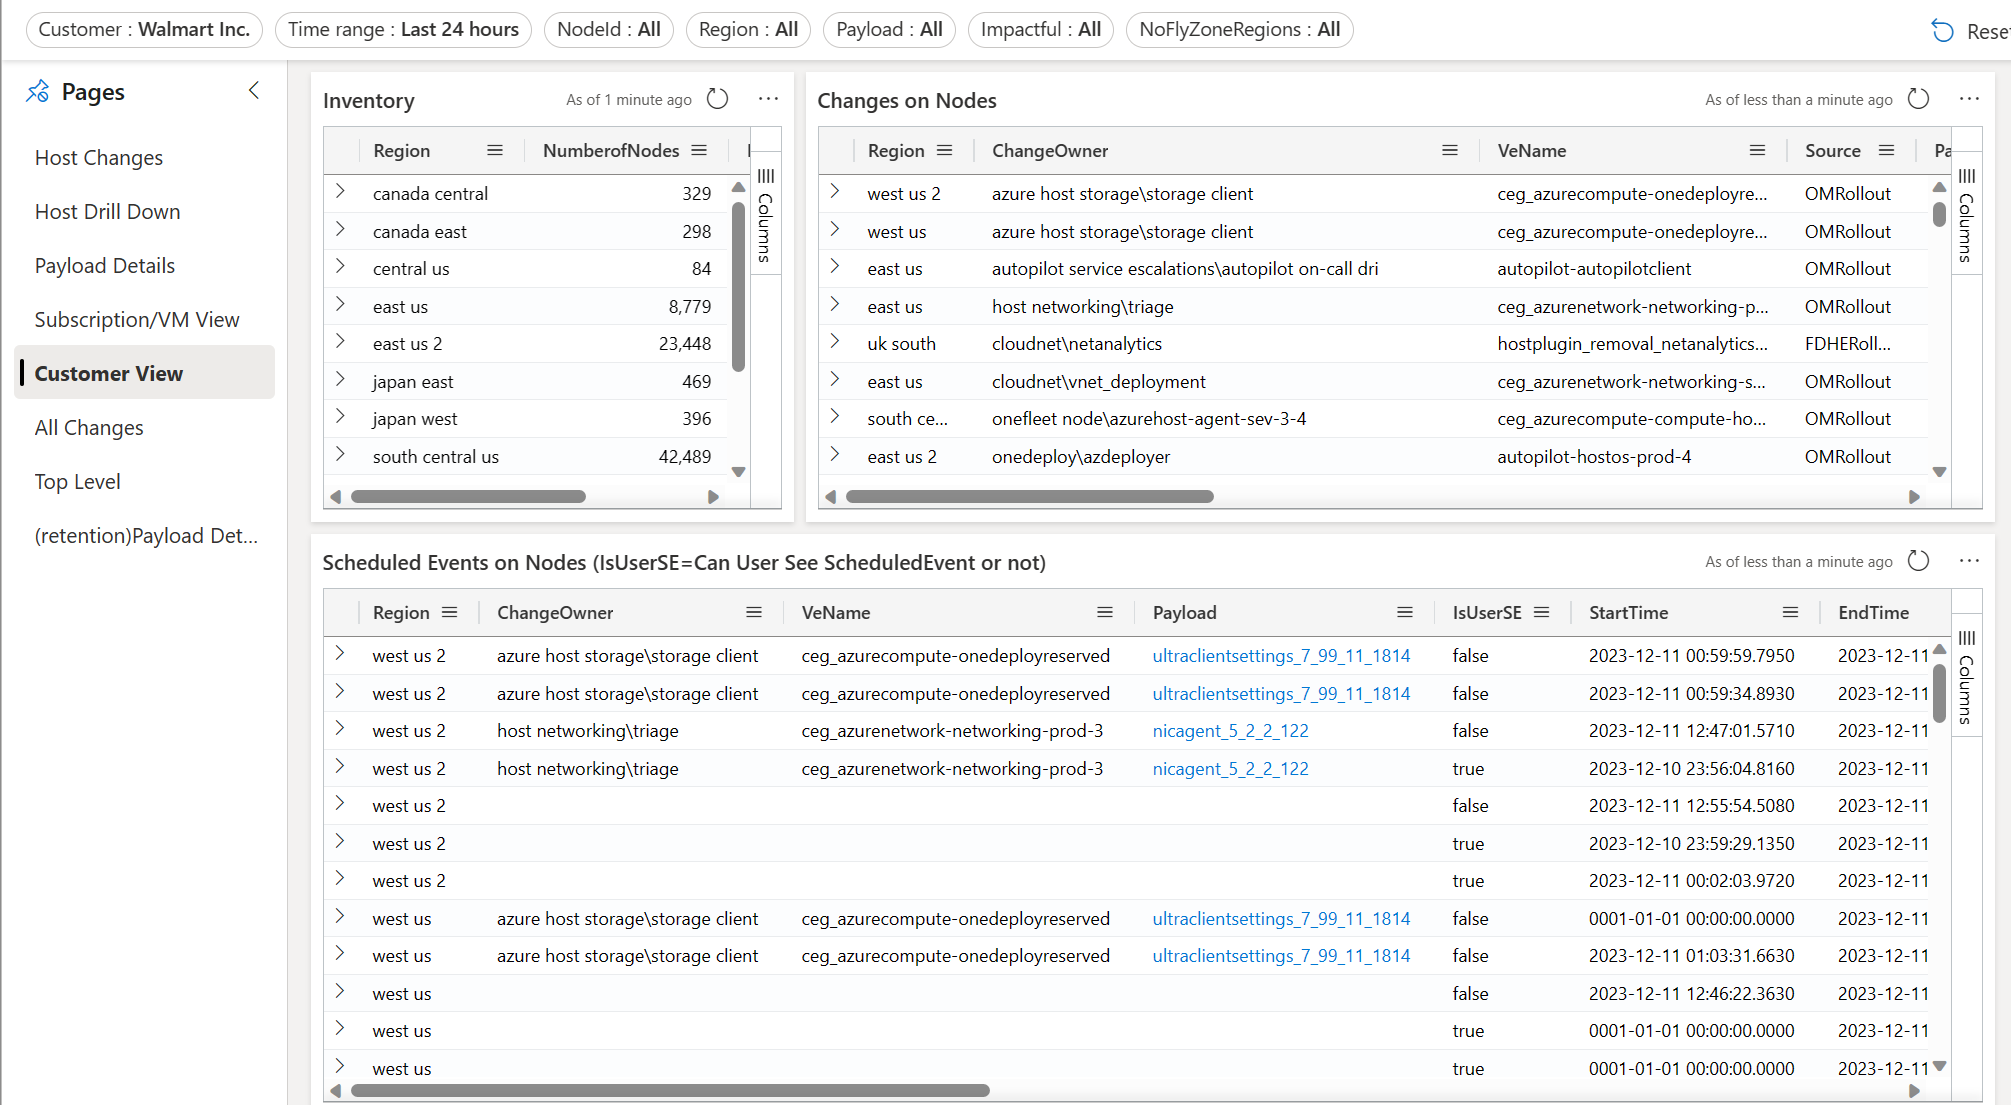 Customer : Walmart Inc. Time range : Last 24 hours NodeId : All Region : All Payload : All Impactful : All NoFlyZoneRegions : All Reset
Pages
Host Changes
Host Drill Down
Payload Details
Subscription/VM View
Customer View
All Changes
Top Level
(retention)Payload Det...
Inventory As of 1 minute ago
Region NumberofNodes
canada central 329
canada east 298
central us 84
east us 8,779
east us 2 23,448
japan east 469
japan west 396
south central us 42,489
Columns
Changes on Nodes As of less than a minute ago
Region ChangeOwner VeName Source Pa
west us 2 azure host storage\storage client ceg_azurecompute-onedeployre... OMRollout
west us azure host storage\storage client ceg_azurecompute-onedeployre... OMRollout
east us autopilot service escalations\autopilot on-call dri autopilot-autopilotclient OMRollout
east us host networking\triage ceg_azurenetwork-networking-p... OMRollout
uk south cloudnet\netanalytics hostplugin_removal_netanalytics... FDHERoll...
east us cloudnet\vnet_deployment ceg_azurenetwork-networking-s... OMRollout
south ce... onefleet node\azurehost-agent-sev-3-4 ceg_azurecompute-compute-ho... OMRollout
east us 2 onedeploy\azdeployer autopilot-hostos-prod-4 OMRollout
Columns
Scheduled Events on Nodes (IsUserSE=Can User See ScheduledEvent or not) As of less than a minute ago
Region ChangeOwner VeName Payload IsUserSE StartTime EndTime
west us 2 azure host storage\storage client ceg_azurecompute-onedeployreserved ultraclientsettings_7_99_11_1814 false 2023-12-11 00:59:59.7950 2023-12-11
west us 2 azure host storage\storage client ceg_azurecompute-onedeployreserved ultraclientsettings_7_99_11_1814 false 2023-12-11 00:59:34.8930 2023-12-11
west us 2 host networking\triage ceg_azurenetwork-networking-prod-3 nicagent_5_2_2_122 false 2023-12-11 12:47:01.5710 2023-12-11
west us 2 host networking\triage ceg_azurenetwork-networking-prod-3 nicagent_5_2_2_122 true 2023-12-10 23:56:04.8160 2023-12-11
west us 2 false 2023-12-11 12:55:54.5080 2023-12-11
west us 2 true 2023-12-10 23:59:29.1350 2023-12-11
west us 2 true 2023-12-11 00:02:03.9720 2023-12-11
west us azure host storage\storage client ceg_azurecompute-onedeployreserved ultraclientsettings_7_99_11_1814 false 0001-01-01 00:00:00.0000 2023-12-11
west us azure host storage\storage client ceg_azurecompute-onedeployreserved ultraclientsettings_7_99_11_1814 false 2023-12-11 01:03:31.6630 2023-12-11
west us false 2023-12-11 12:46:22.3630 2023-12-11
west us true 0001-01-01 00:00:00.0000 2023-12-11
west us true 0001-01-01 00:00:00.0000 2023-12-11
Columns